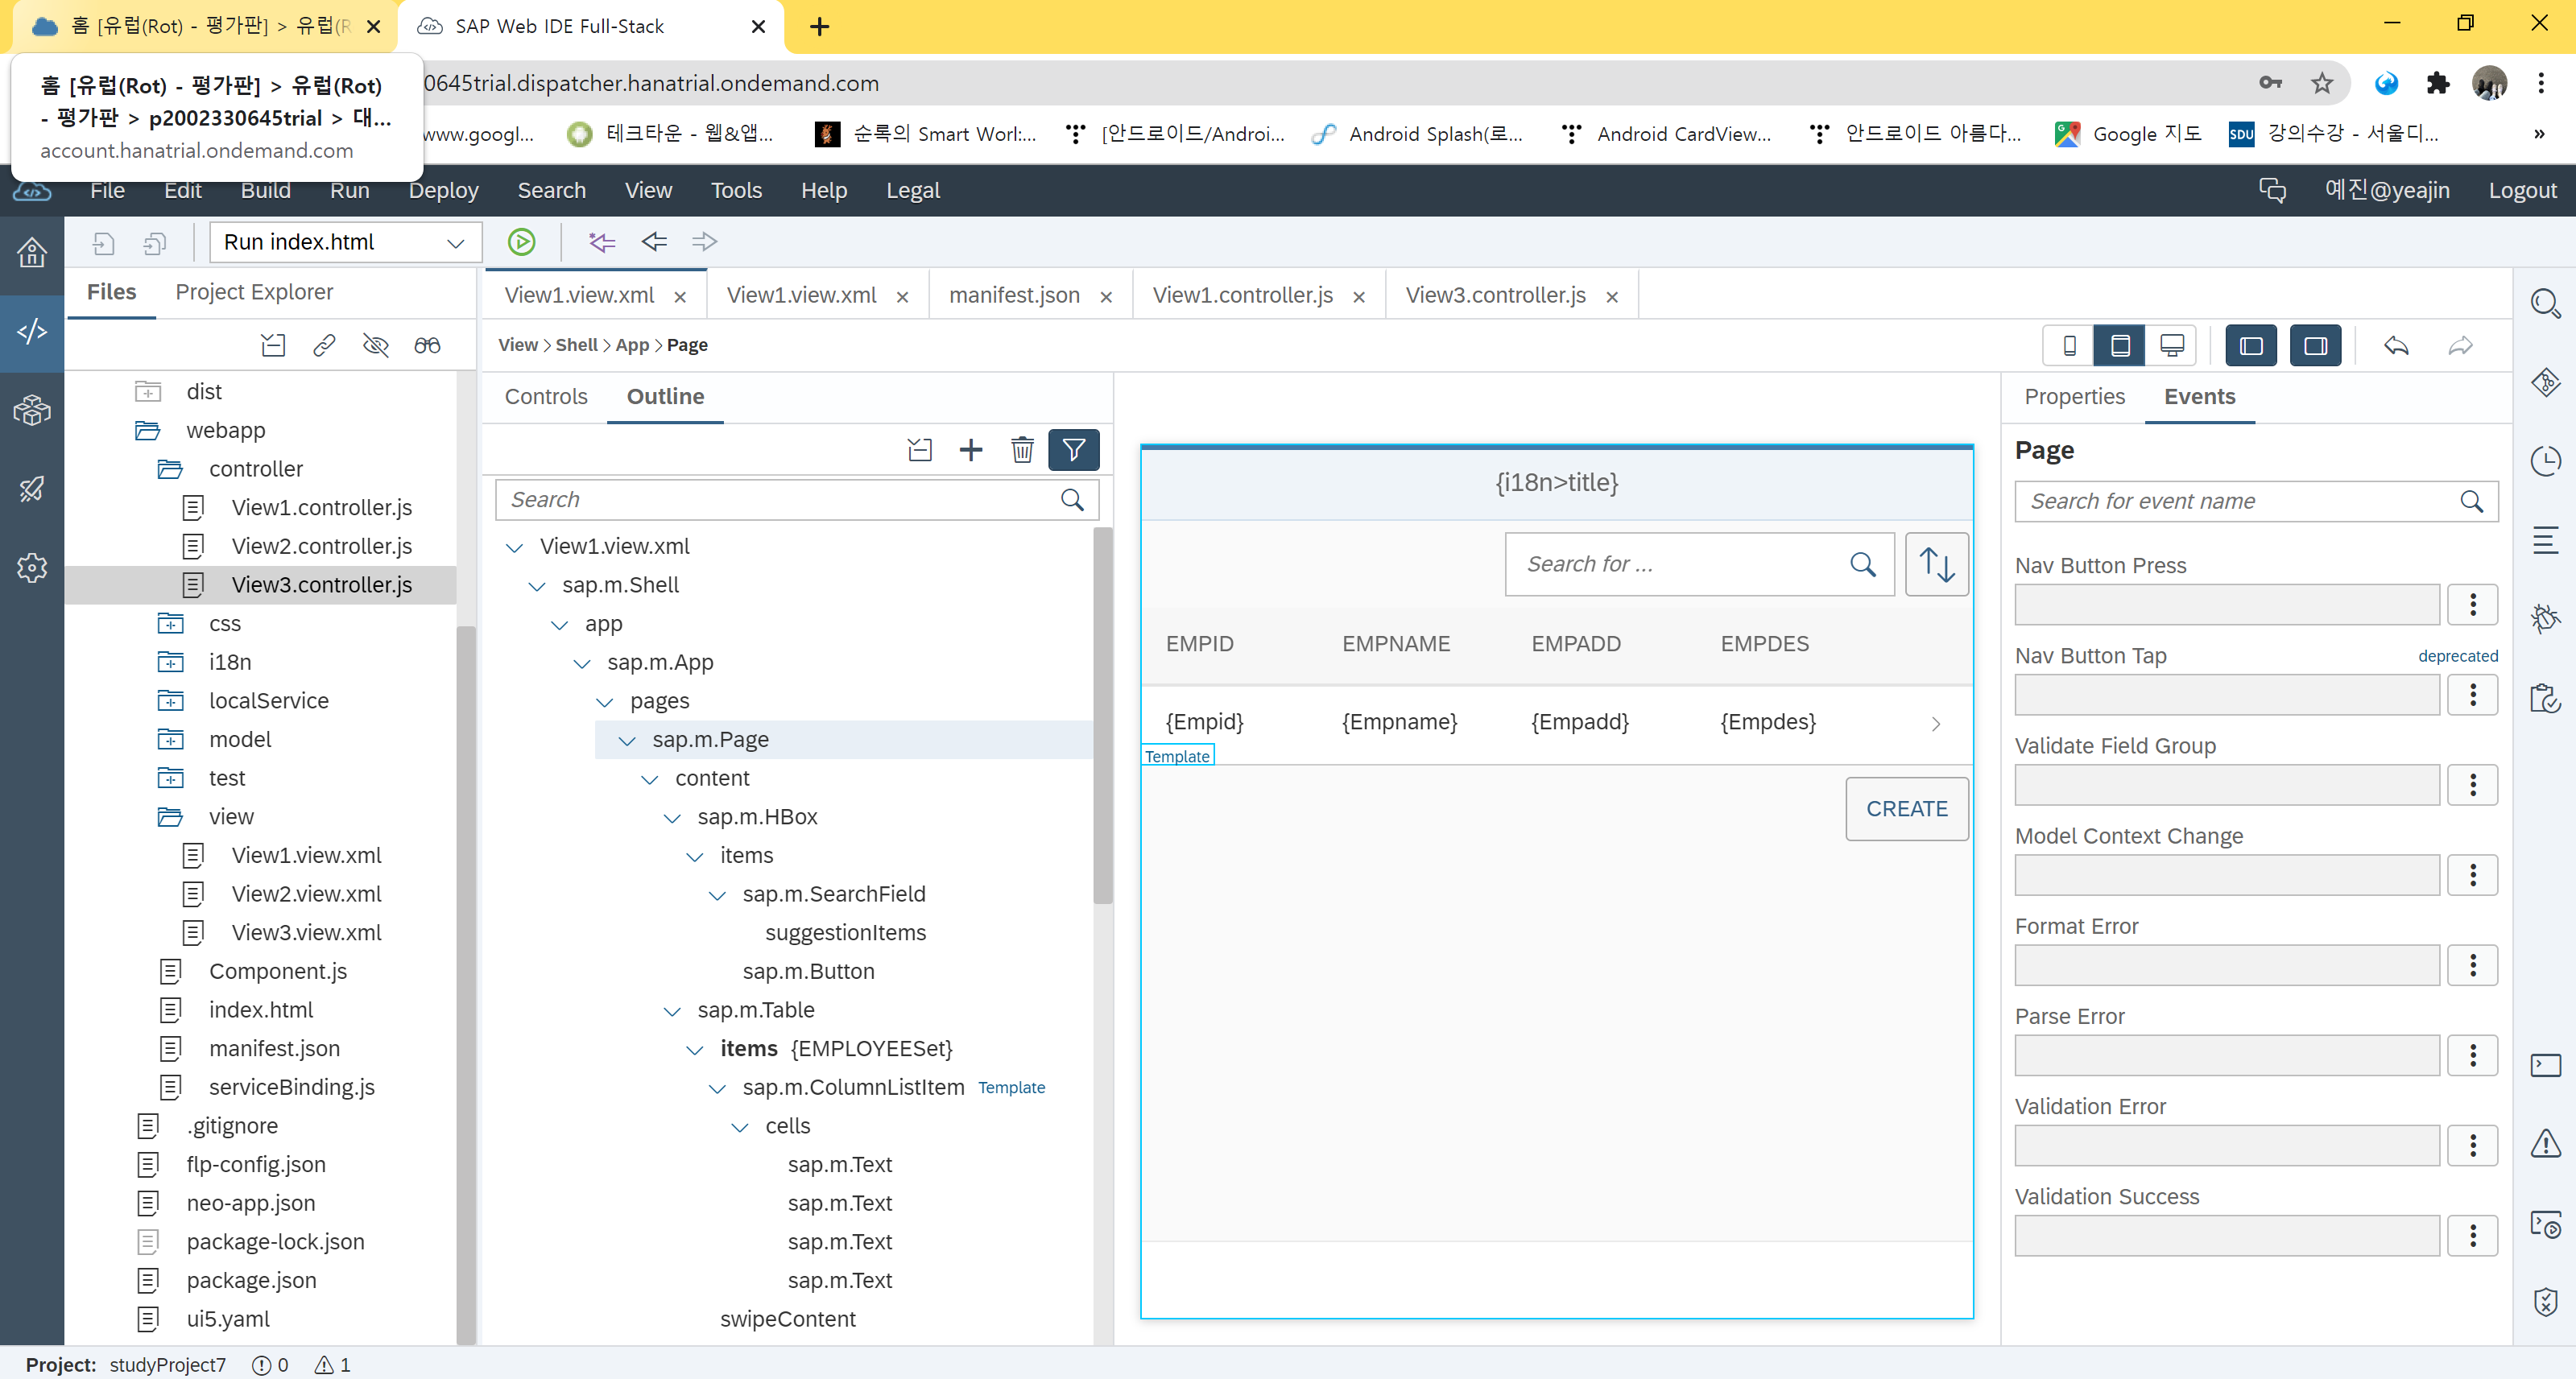 홈 [유럽(Rot) - 평가판] > 유럽(R
SAP Web IDE Full-Stack
홈 [유럽(Rot) - 평가판] > 유럽(Rot)
- 평가판 > p2002330645trial > 대...
account.hanatrial.ondemand.com
0645trial.dispatcher.hanatrial.ondemand.com
www.googl...
테크타운 - 웹&앱...
순록의 Smart Worl:...
[안드로이드/Androi...
Android Splash(로...
Android CardView...
안드로이드 아름다...
Google 지도
SDU
강의수강 - 서울디...
»
File Edit Build Run Deploy Search View Tools Help Legal
예진@yeajin
Logout
Run index.html
Files
Project Explorer
View1.view.xml
View1.view.xml
manifest.json
View1.controller.js
View3.controller.js
View > Shell > App > Page
dist
webapp
controller
View1.controller.js
View2.controller.js
View3.controller.js
css
i18n
localService
model
test
view
View1.view.xml
View2.view.xml
View3.view.xml
Component.js
index.html
manifest.json
serviceBinding.js
.gitignore
flp-config.json
neo-app.json
package-lock.json
package.json
ui5.yaml
Controls
Outline
Search
View1.view.xml
sap.m.Shell
app
sap.m.App
pages
sap.m.Page
content
sap.m.HBox
items
sap.m.SearchField
suggestionItems
sap.m.Button
sap.m.Table
items {EMPLOYEESet}
sap.m.ColumnListItem Template
cells
sap.m.Text
sap.m.Text
sap.m.Text
sap.m.Text
swipeContent
{i18n>title}
Search for ...
EMPID EMPNAME EMPADD EMPDES
{Empid} {Empname} {Empadd} {Empdes}
Template
CREATE
Properties
Events
Page
Search for event name
Nav Button Press
Nav Button Tap deprecated
Validate Field Group
Model Context Change
Format Error
Parse Error
Validation Error
Validation Success
Project: studyProject7 0 1